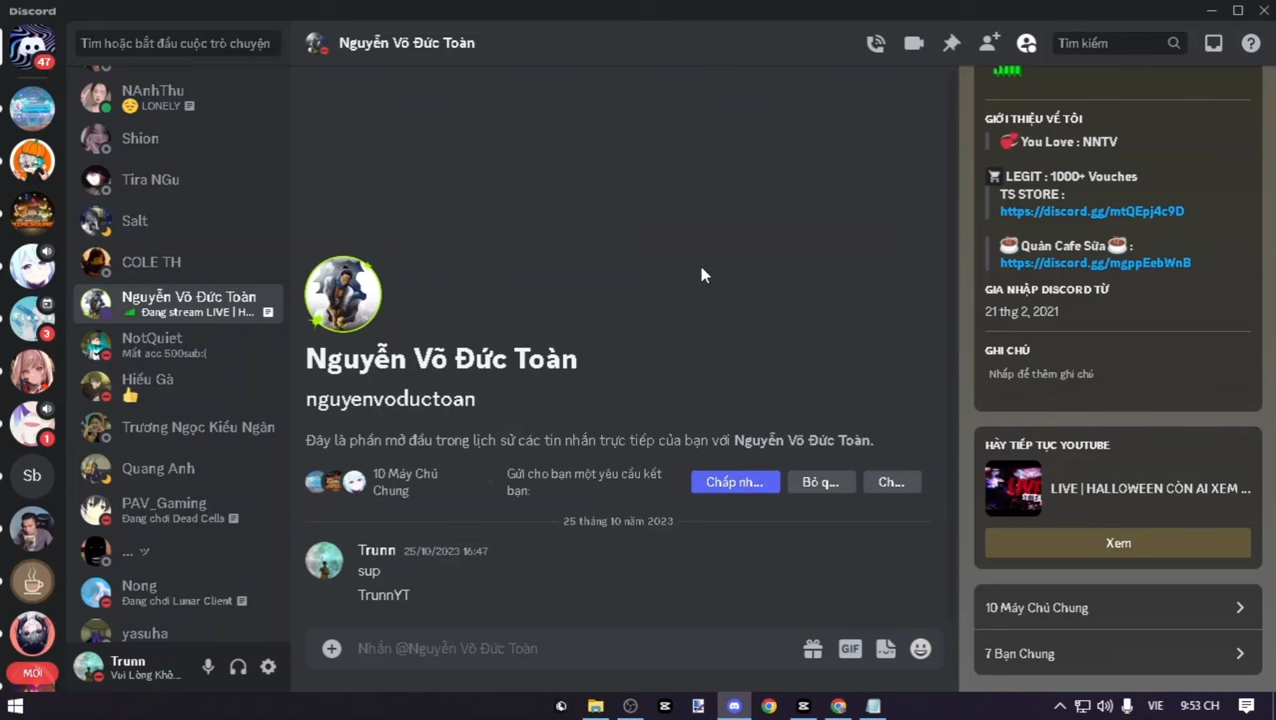 Discord
47
Tìm hoặc bắt đầu cuộc trò chuyện
NAnhThu
LONELY
Shion
Tira NGu
Salt
COLE TH
Nguyễn Võ Đức Toàn
Đang stream LIVE | H...
NotQuiet
Mất acc 500sub:(
Hiếu Gà
Trương Ngọc Kiều Ngân
Quang Anh
PAV_Gaming
Đang chơi Dead Cells
... ツ
Nong
Đang chơi Lunar Client
yasuha
3
1
Sb
MỚI
Trunn
Vui Lòng Khô...
Nguyễn Võ Đức Toàn
Tìm kiếm
Nguyễn Võ Đức Toàn
nguyenvoductoan
Đây là phần mở đầu trong lịch sử các tin nhắn trực tiếp của bạn với Nguyễn Võ Đức Toàn.
10 Máy Chủ
Chung
Gửi cho bạn một yêu cầu kết
bạn:
Chấp nh...
Bỏ q...
Ch...
25 tháng 10 năm 2023
Trunn 25/10/2023 16:47
sup
TrunnYT
Nhắn @Nguyễn Võ Đức Toàn
GIF
GIỚI THIỆU VỀ TÔI
You Love : NNTV
LEGIT : 1000+ Vouches
TS STORE :
https://discord.gg/mtQEpj4c9D
Quán Cafe Sữa :
https://discord.gg/mgppEebWnB
GIA NHẬP DISCORD TỪ
21 thg 2, 2021
GHI CHÚ
Nhấp để thêm ghi chú
HÃY TIẾP TỤC YOUTUBE
LIVE
LIVE | HALLOWEEN CÒN AI XEM ...
Xem
10 Máy Chủ Chung
7 Bạn Chung
VIE
9:53 CH